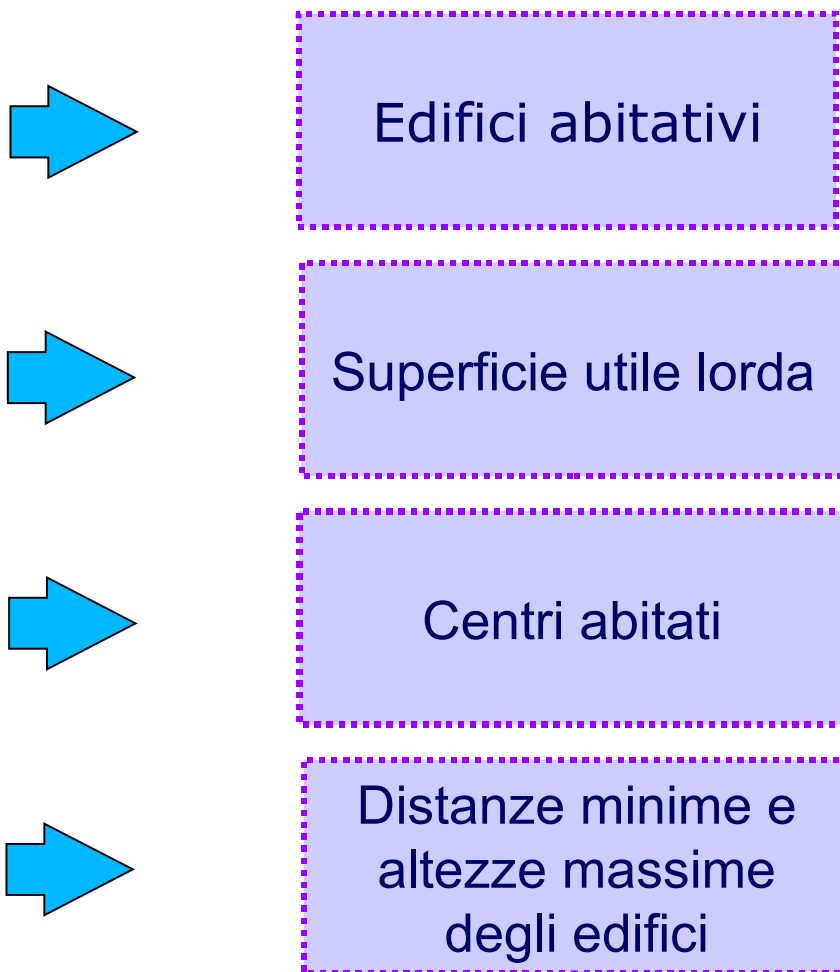 Edifici abitativi
Superficie utile lorda
Centri abitati
Distanze minime e
altezze massime
degli edifici